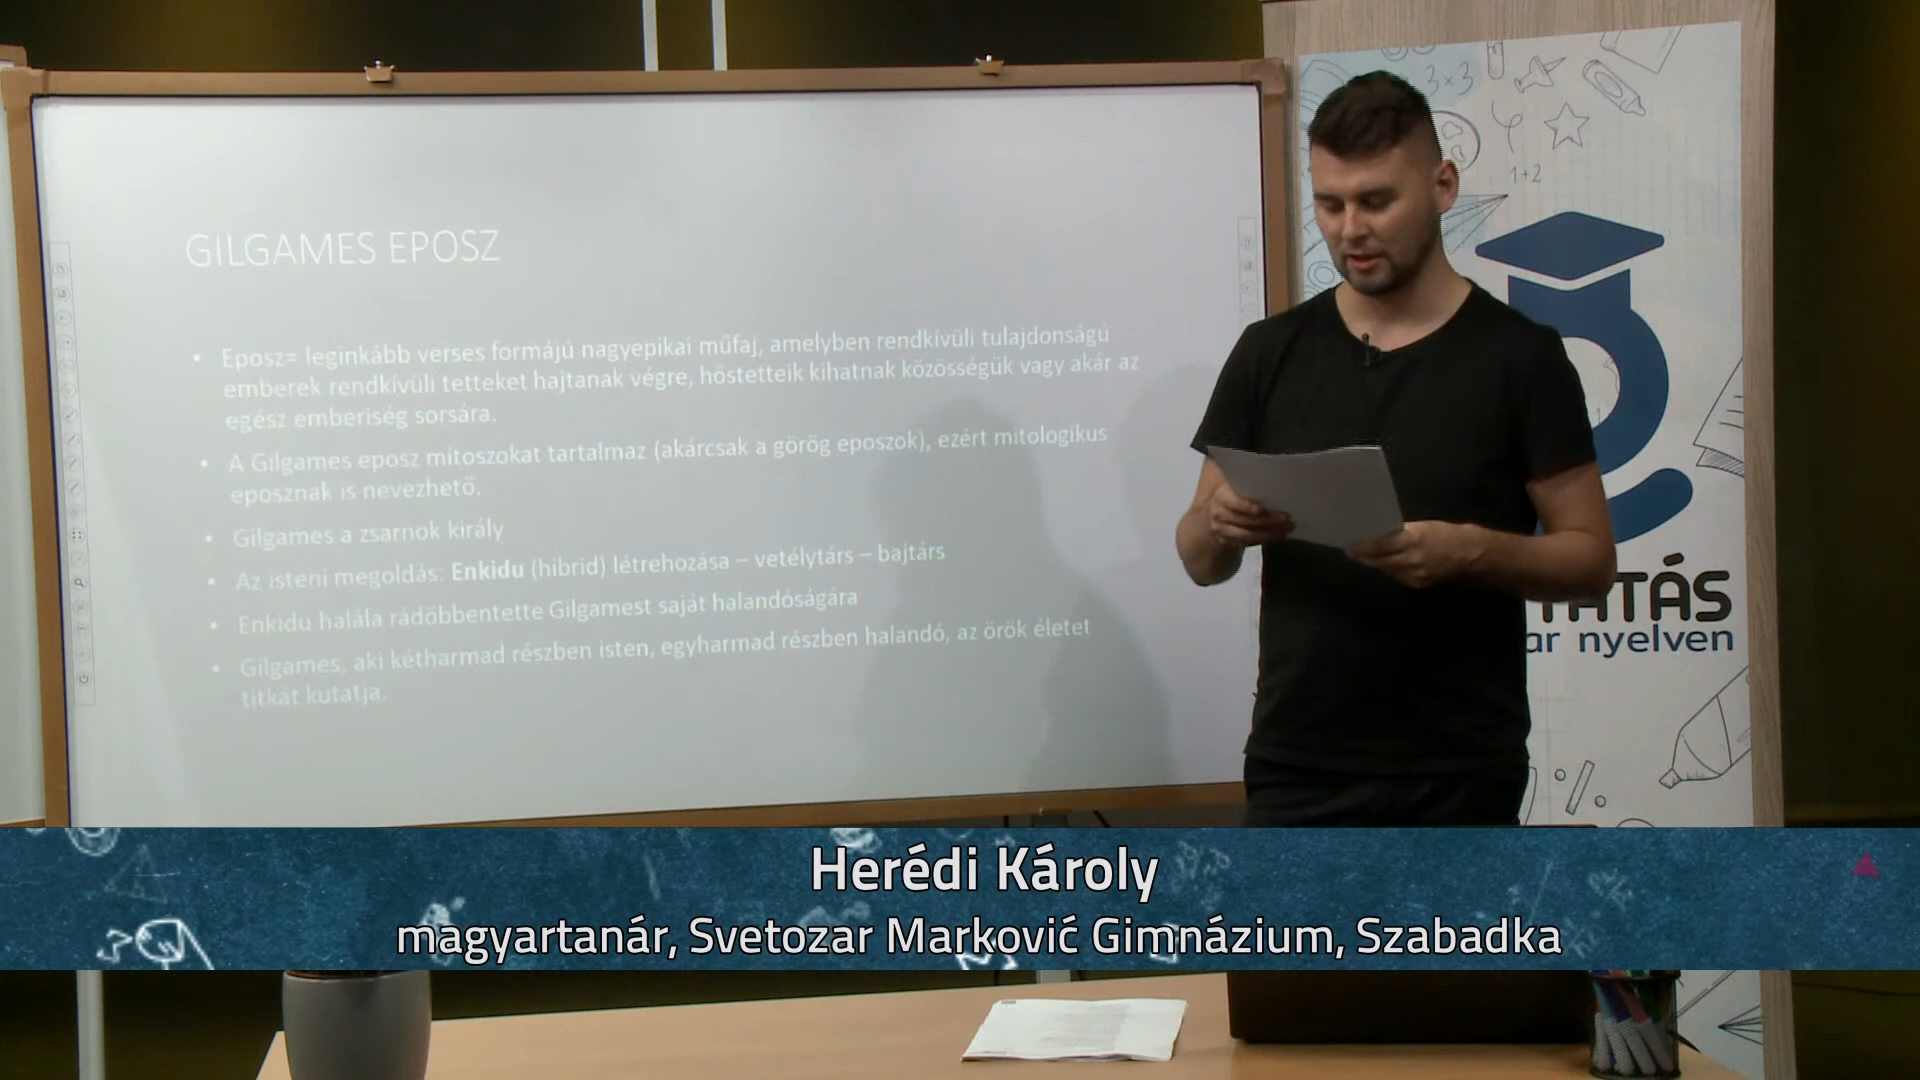 GILGAMES EPOSZ
• Eposz= leginkább verses formájú nagyepikai műfaj, amelyben rendkívüli tulajdonságú
emberek rendkívüli tetteket hajtanak végre, hőstetteik kihatnak közösségük vagy akár az
egész emberiség sorsára.
• A Gilgames eposz mítoszokat tartalmaz (akárcsak a görög eposzok), ezért mitologikus
eposznak is nevezhető.
• Gilgames a zsarnok király
• Az isteni megoldás: Enkidu (hibrid) létrehozása – vetélytárs – bajtárs
• Enkidu halála rádöbbentette Gilgamest saját halandóságára
• Gilgames, aki kétharmad részben isten, egyharmad részben halandó, az örök életet
titkát kutatja.
3×3
1+2
TATÁS
ar nyelven
%
Herédi Károly
magyartanár, Svetozar Marković Gimnázium, Szabadka